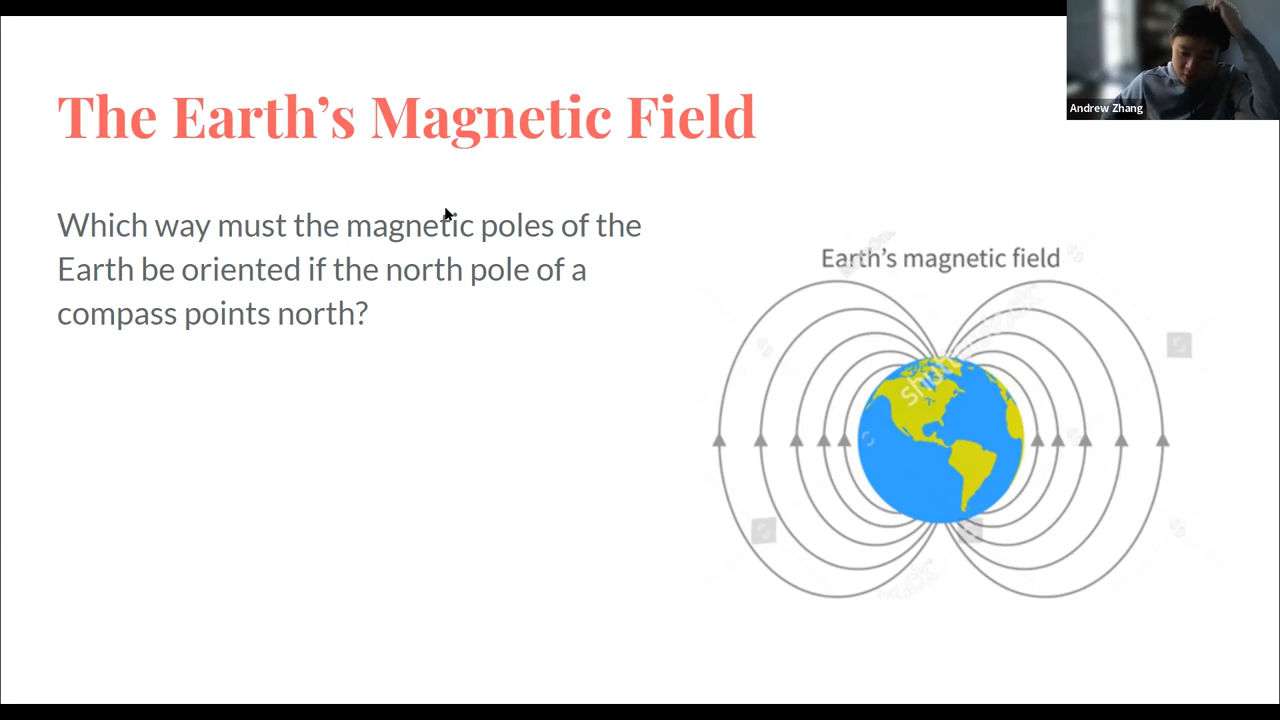 The Earth's Magnetic Field
Andrew Zhang
Which way must the magnetic poles of the
Earth be oriented if the north pole of a
compass points north?
Earth's magnetic field